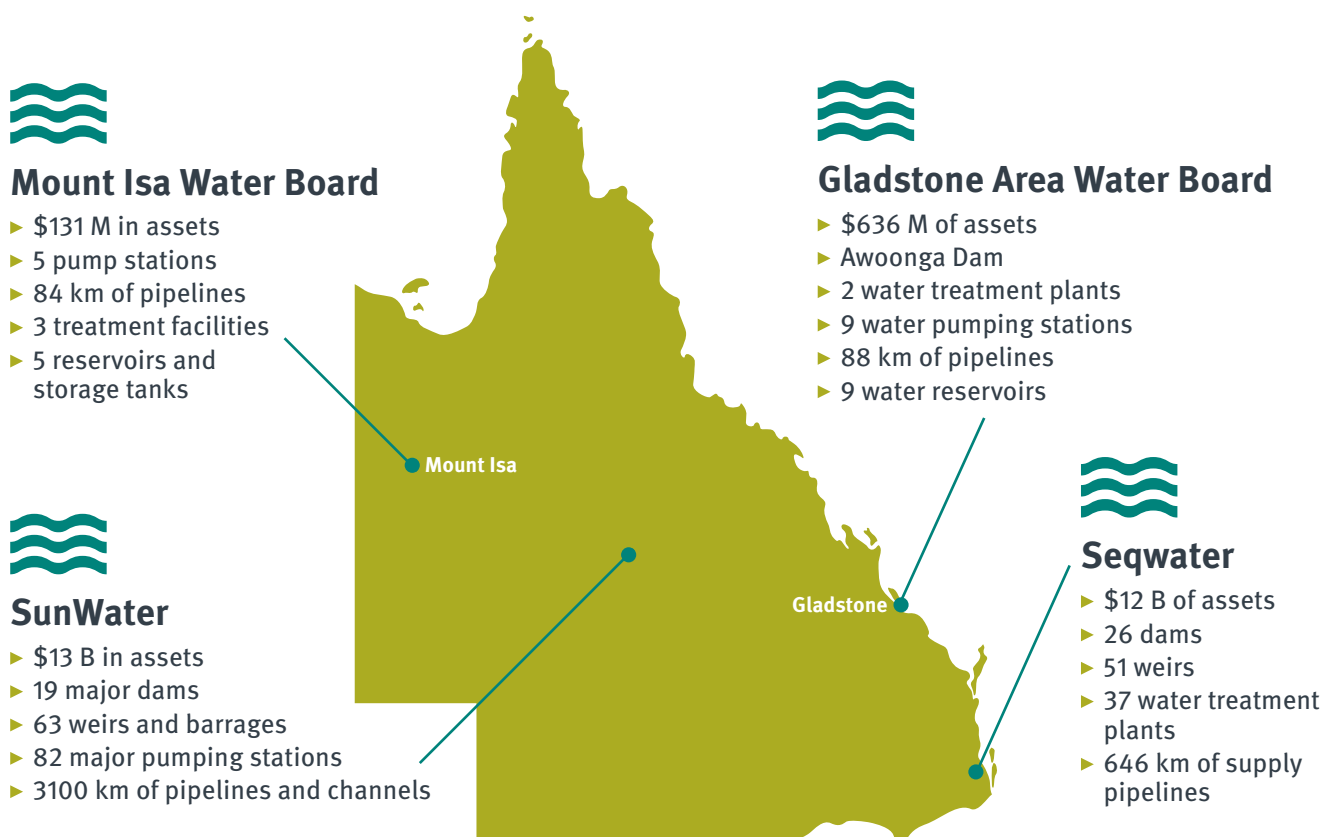 Mount Isa Water Board
► $131 M in assets
► 5 pump stations
► 84 km of pipelines
► 3 treatment facilities
► 5 reservoirs and
storage tanks
Gladstone Area Water Board
► $636 M of assets
► Awoonga Dam
► 2 water treatment plants
► 9 water pumping stations
► 88 km of pipelines
► 9 water reservoirs
Mount Isa
Gladstone
SunWater
► $13 B in assets
► 19 major dams
► 63 weirs and barrages
► 82 major pumping stations
► 3100 km of pipelines and channels
Seqwater
► $12 B of assets
► 26 dams
► 51 weirs
► 37 water treatment
plants
► 646 km of supply
pipelines